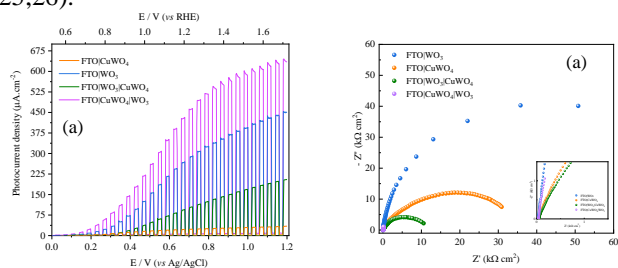 25,26).
E / V (vs RHE)
0.6 0.8 1.0 1.2 1.4 1.6
Photocurrent density (µA.cm⁻²)
675
600
525
450
375
300
225
150
75
0
FTO|CuWO₄
FTO|WO₃
FTO|WO₃|CuWO₄
FTO|CuWO₄|WO₃
(a)
0.0 0.2 0.4 0.6 0.8 1.0 1.2
E / V (vs Ag/AgCl)
- Z'' (kΩ cm²)
60
50
40
30
20
10
0
FTO|WO₃
FTO|CuWO₄
FTO|WO₃|CuWO₄
FTO|CuWO₄|WO₃
(a)
0 10 20 30 40 50 60
Z' (kΩ cm²)